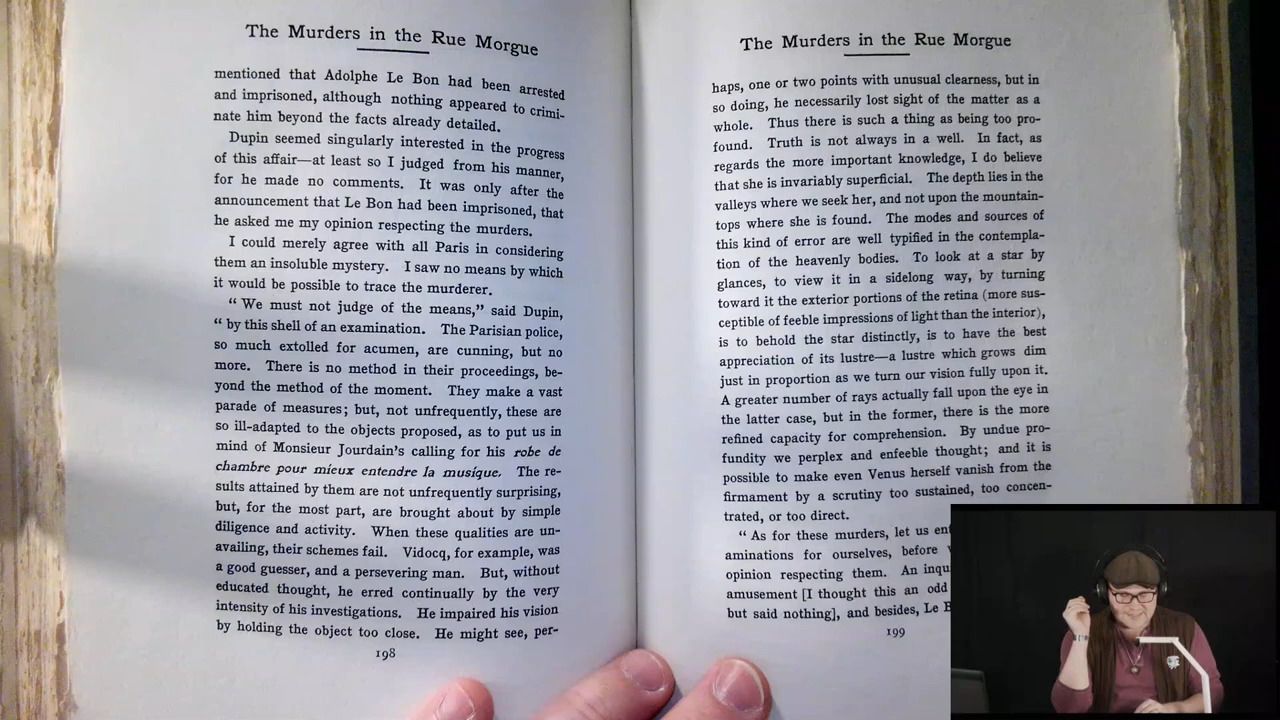 The Murders in the Rue Morgue
mentioned that Adolphe Le Bon had been arrested
and imprisoned, although nothing appeared to crimi-
nate him beyond the facts already detailed.
Dupin seemed singularly interested in the progress
of this affair—at least so I judged from his manner,
for he made no comments. It was only after the
announcement that Le Bon had been imprisoned, that
he asked me my opinion respecting the murders.
I could merely agree with all Paris in considering
them an insoluble mystery. I saw no means by which
it would be possible to trace the murderer.
“ We must not judge of the means,” said Dupin,
“ by this shell of an examination. The Parisian police,
so much extolled for acumen, are cunning, but no
more. There is no method in their proceedings, be-
yond the method of the moment. They make a vast
parade of measures; but, not unfrequently, these are
so ill-adapted to the objects proposed, as to put us in
mind of Monsieur Jourdain’s calling for his robe de
chambre pour mieux entendre la musique. The re-
sults attained by them are not unfrequently surprising,
but, for the most part, are brought about by simple
diligence and activity. When these qualities are un-
availing, their schemes fail. Vidocq, for example, was
a good guesser, and a persevering man. But, without
educated thought, he erred continually by the very
intensity of his investigations. He impaired his vision
by holding the object too close. He might see, per-
198
The Murders in the Rue Morgue
haps, one or two points with unusual clearness, but in
so doing, he necessarily lost sight of the matter as a
whole. Thus there is such a thing as being too pro-
found. Truth is not always in a well. In fact, as
regards the more important knowledge, I do believe
that she is invariably superficial. The depth lies in the
valleys where we seek her, and not upon the mountain-
tops where she is found. The modes and sources of
this kind of error are well typified in the contempla-
tion of the heavenly bodies. To look at a star by
glances, to view it in a sidelong way, by turning
toward it the exterior portions of the retina (more sus-
ceptible of feeble impressions of light than the interior),
is to behold the star distinctly, is to have the best
appreciation of its lustre—a lustre which grows dim
just in proportion as we turn our vision fully upon it.
A greater number of rays actually fall upon the eye in
the latter case, but in the former, there is the more
refined capacity for comprehension. By undue pro-
fundity we perplex and enfeeble thought; and it is
possible to make even Venus herself vanish from the
firmament by a scrutiny too sustained, too concen-
trated, or too direct.
“ As for these murders, let us
aminations for ourselves, before
opinion respecting them. An
amusement [I thought this an odd
but said nothing], and besides, Le
199